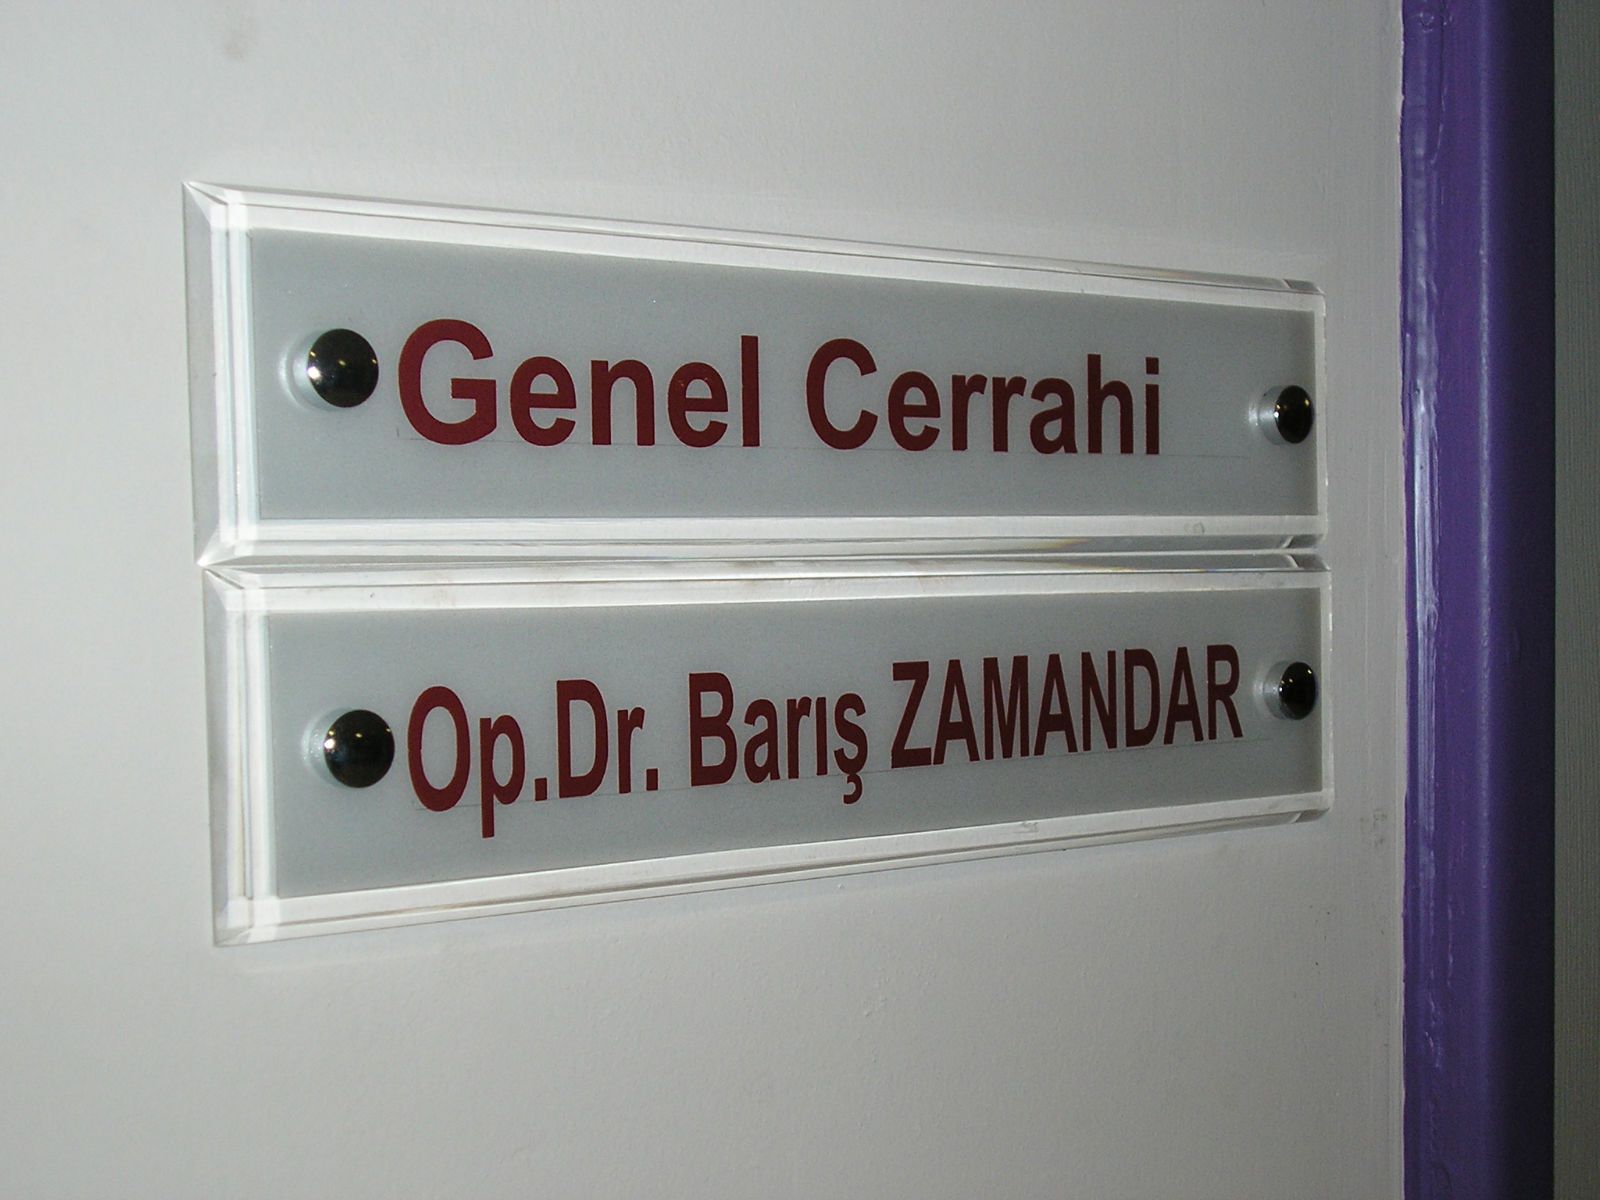 Genel Cerrahi
Op.Dr. Barış ZAMANDAR